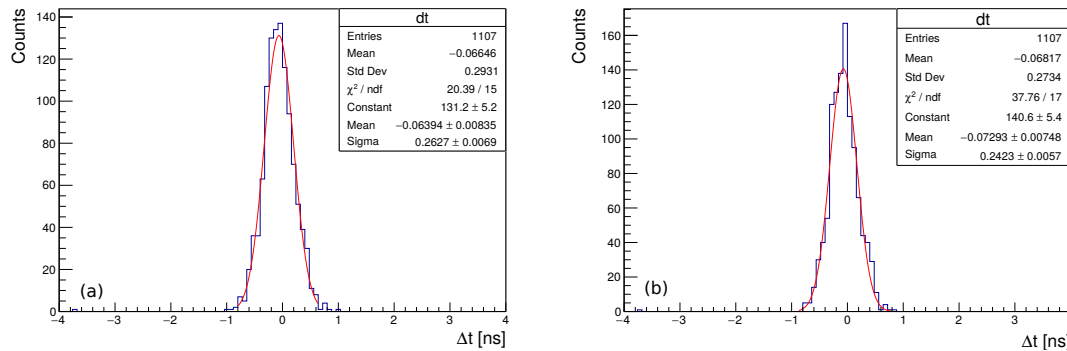 Counts
140
120
100
80
60
40
20
0
−4 −3 −2 −1 0 1 2 3 4
Δt [ns]
(a)
dt
Entries 1107
Mean −0.06646
Std Dev 0.2931
χ² / ndf 20.39 / 15
Constant 131.2 ± 5.2
Mean −0.06394 ± 0.00835
Sigma 0.2627 ± 0.0069
Counts
160
140
120
100
80
60
40
20
0
−4 −3 −2 −1 0 1 2 3
Δt [ns]
(b)
dt
Entries 1107
Mean −0.06817
Std Dev 0.2734
χ² / ndf 37.76 / 17
Constant 140.6 ± 5.4
Mean −0.07293 ± 0.00748
Sigma 0.2423 ± 0.0057